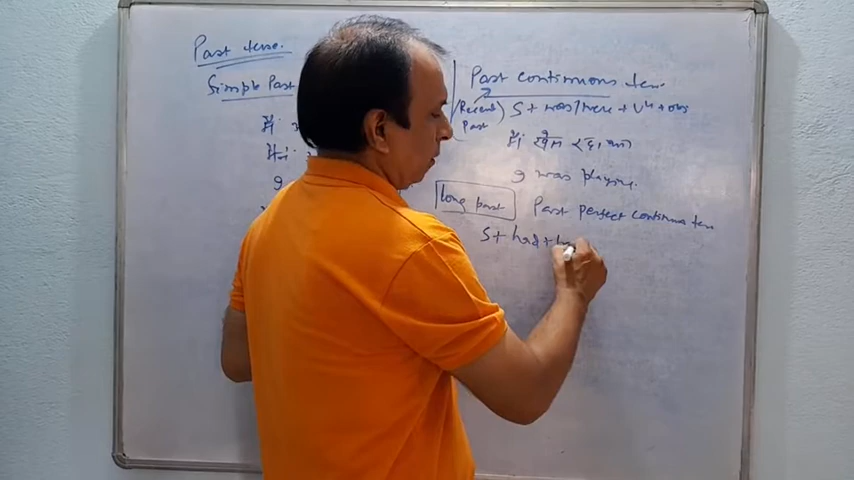 Past tense
Simple Past
मैं
मैंने
I
Past continuous ten
(Recent Past) S + was/were + V⁴ + obj
मैं खेल रहा था
I was playing
Long past Past perfect continuous ten
S + had +